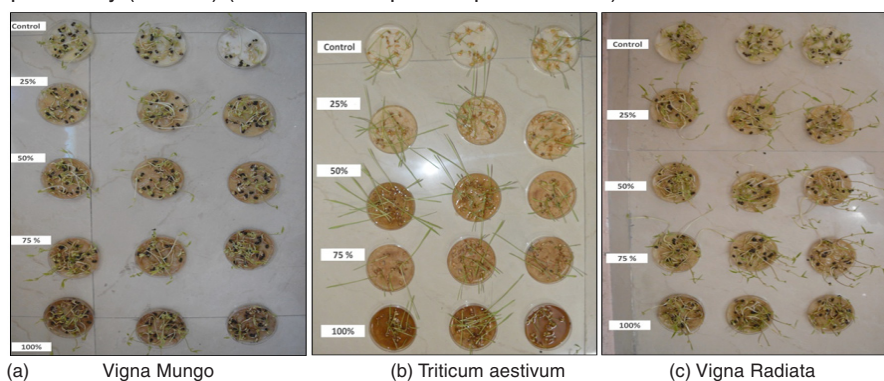 Control
25%
50%
75 %
100%
(a) Vigna Mungo
Control
25%
50%
75 %
100%
(b) Triticum aestivum
Control
25%
50%
75 %
100%
(c) Vigna Radiata